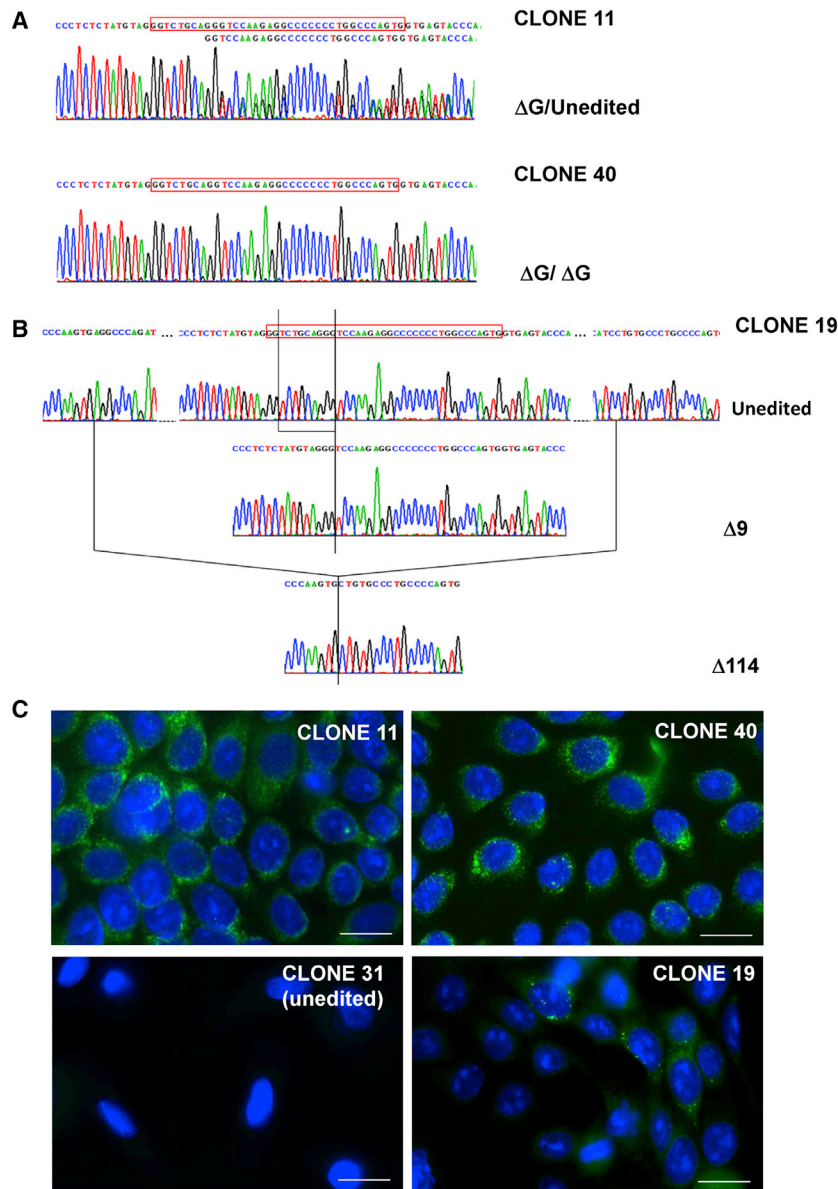 A
CLONE 11
CCCTCTCTATGTAGGGTCTGCAGGGTCCAAGAGGCCCCCCCTGGCCCAGTGGTGAGTACCCA
GGTCCAAGAGGCCCCCCCTGGCCCAGTGGTGAGTACCCA
ΔG/Unedited
CLONE 40
CCCTCTCTATGTAGGGTCTGCAGGTCCAAGAGGCCCCCCCTGGCCCAGTGGTGAGTACCCA
ΔG/ ΔG
B
CLONE 19
CCCAAGTGAGGCCCAGAT ... CCCTCTCTATGTAGGGTCTGCAGGGTCCAAGAGGCCCCCCCTGGCCCAGTGGTGAGTACCCA ... CATCCTGTGCCCTGCCCCAGT
Unedited
CCCTCTCTATGTAGGGTCCAAGAGGCCCCCCCTGGCCCAGTGGTGAGTACCC
Δ9
CCCAAGTGCTGTGCCCTGCCCCAGTG
Δ114
C
CLONE 11
CLONE 40
CLONE 31
(unedited)
CLONE 19